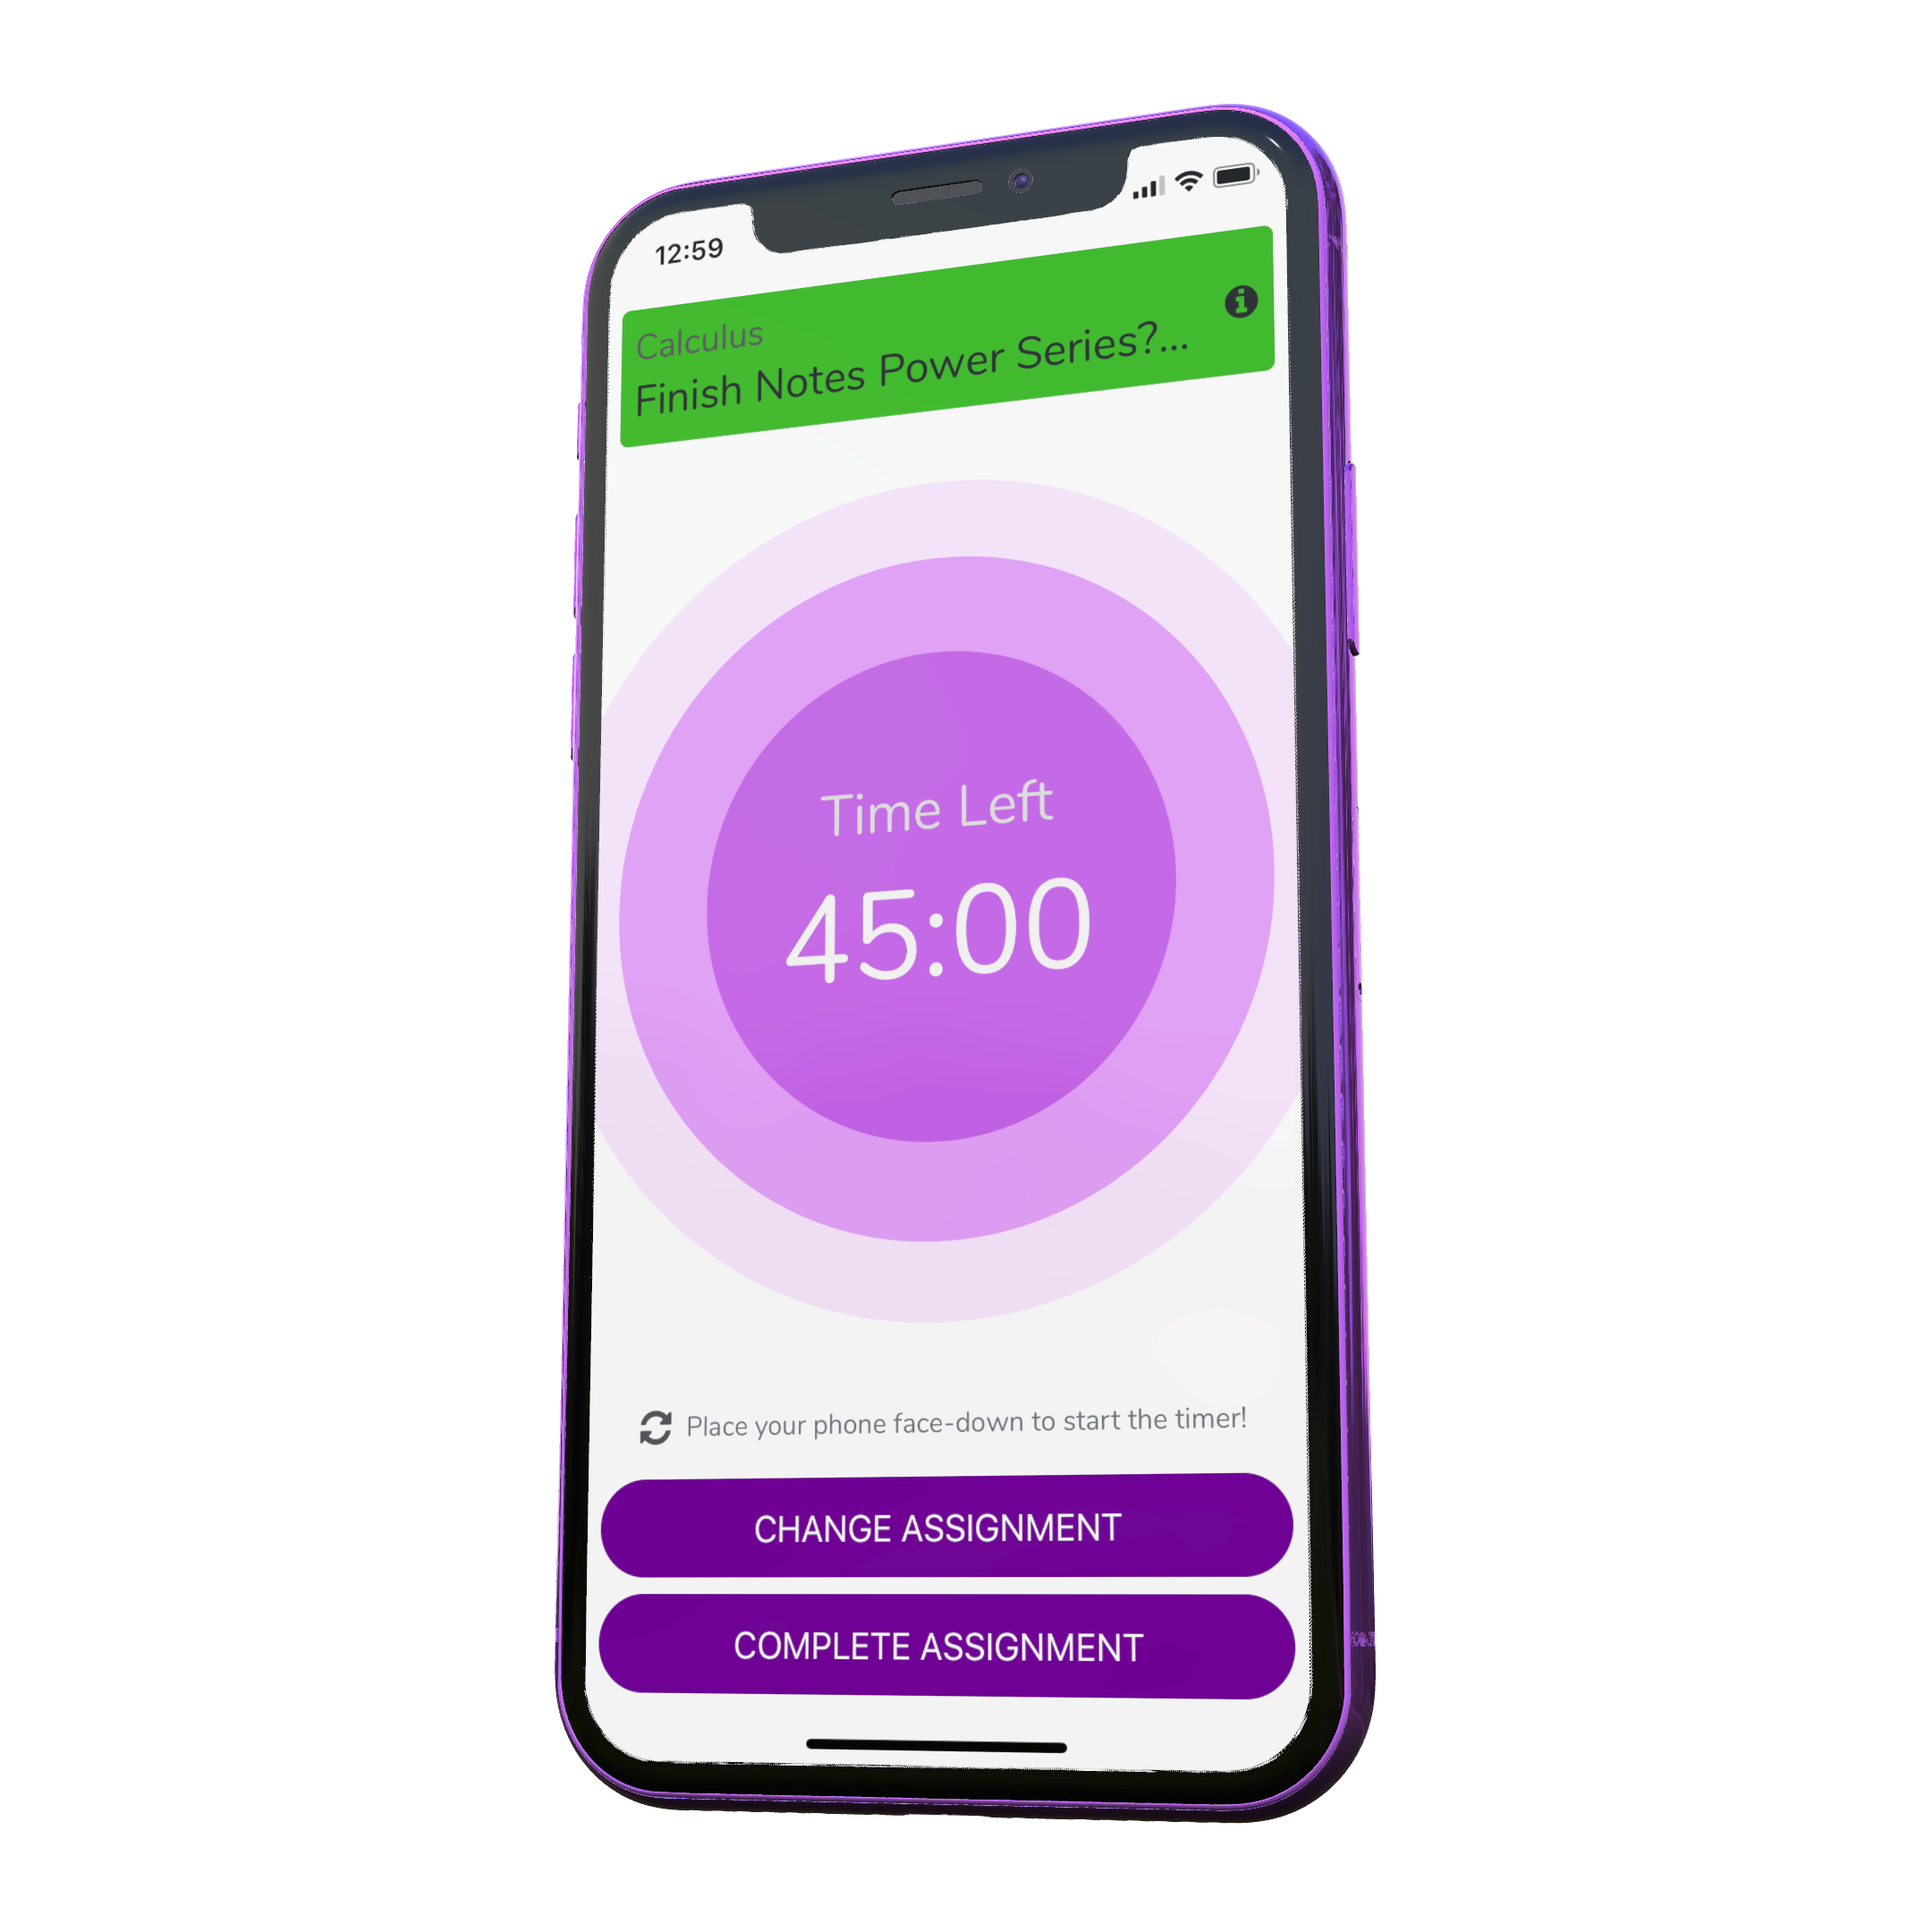 12:59
Calculus
Finish Notes Power Series?...
Time Left
45:00
Place your phone face-down to start the timer!
CHANGE ASSIGNMENT
COMPLETE ASSIGNMENT